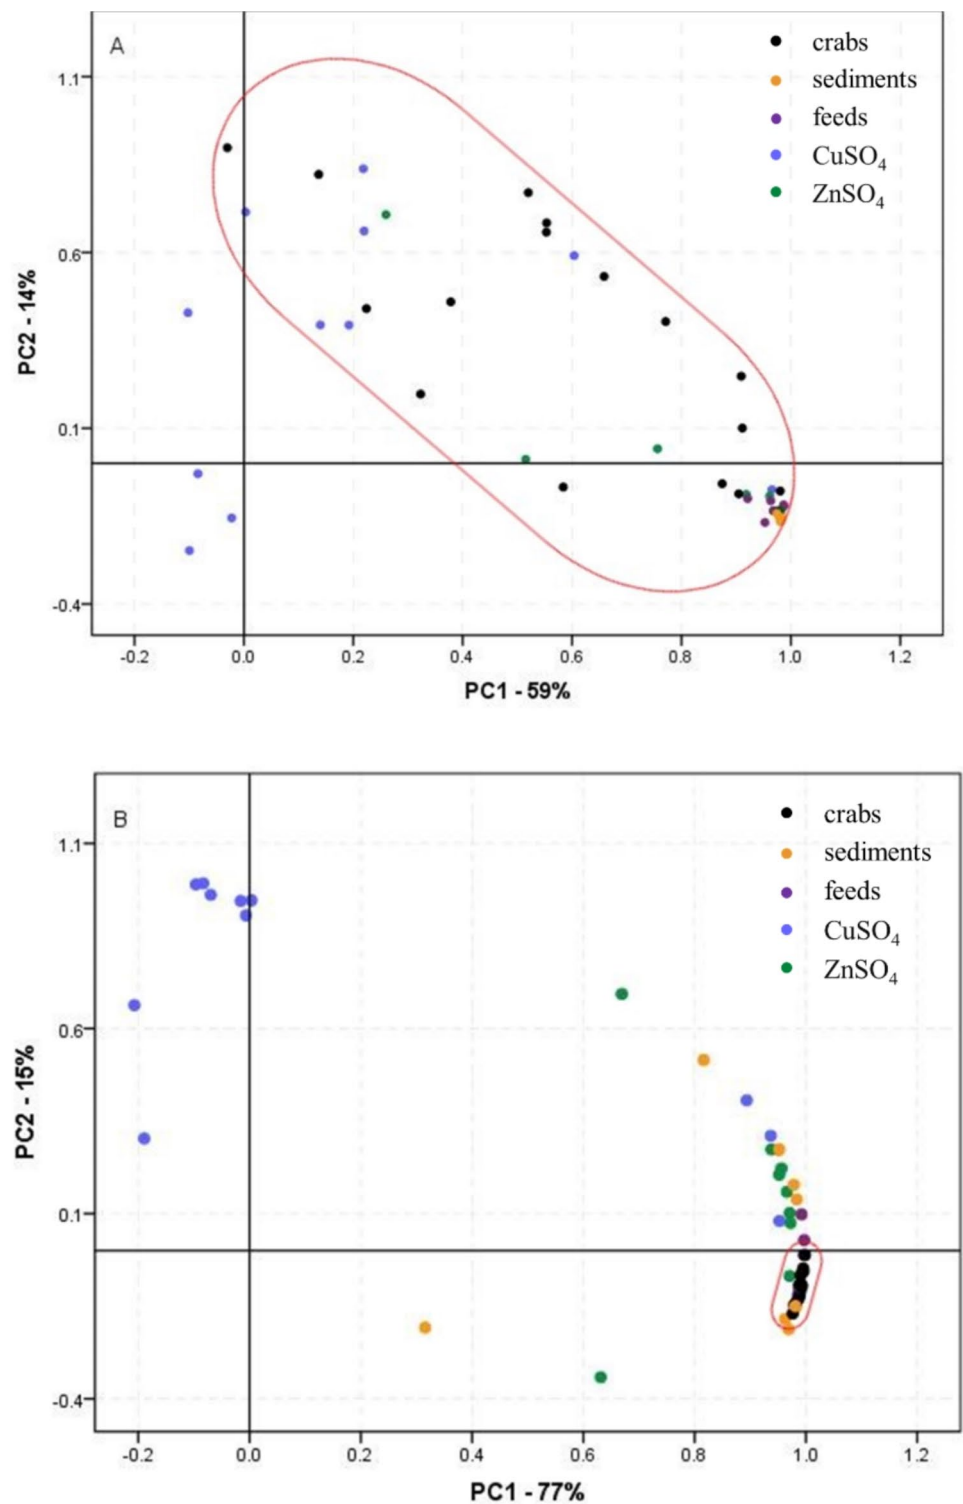 A
crabs
sediments
feeds
CuSO₄
ZnSO₄
1.1
0.6
0.1
-0.4
PC2 - 14%
-0.2 0.0 0.2 0.4 0.6 0.8 1.0 1.2
PC1 - 59%
B
crabs
sediments
feeds
CuSO₄
ZnSO₄
1.1
0.6
0.1
-0.4
PC2 - 15%
-0.2 0.0 0.2 0.4 0.6 0.8 1.0 1.2
PC1 - 77%